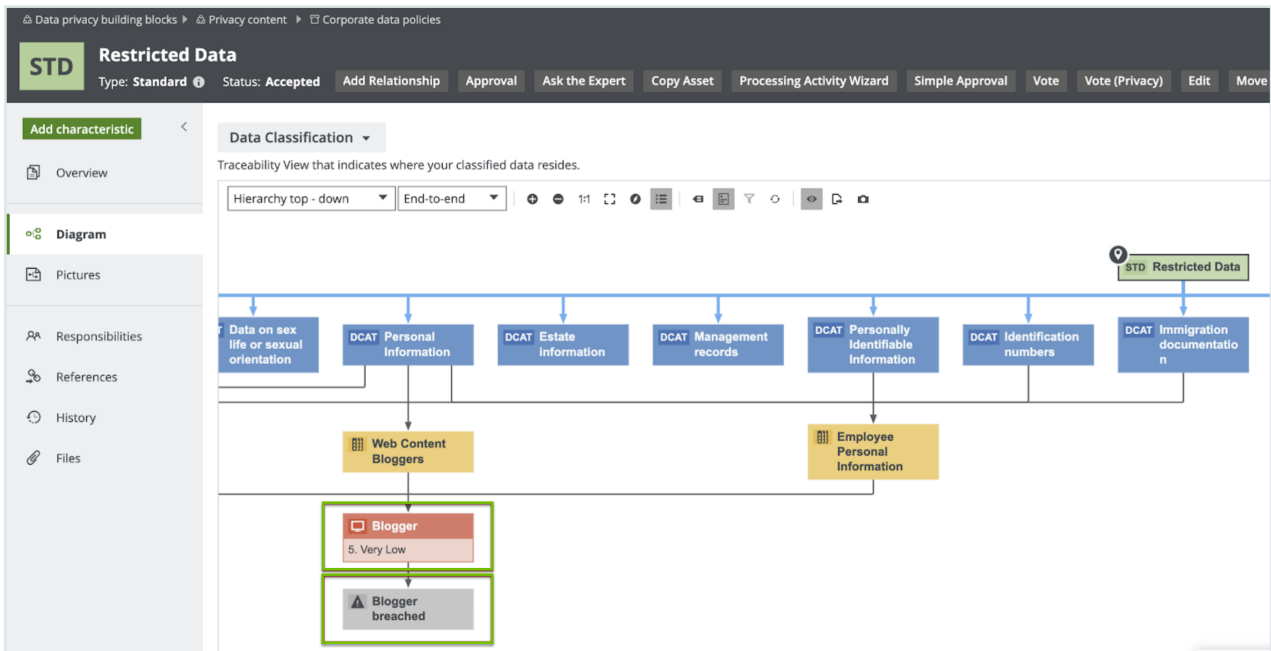 Data privacy building blocks Privacy content Corporate data policies
STD
Restricted Data
Type: Standard Status: Accepted
Add Relationship Approval Ask the Expert Copy Asset Processing Activity Wizard Simple Approval Vote Vote (Privacy) Edit Move
Add characteristic
Overview
Diagram
Pictures
Responsibilities
References
History
Files
Data Classification
Traceability View that indicates where your classified data resides.
Hierarchy top - down End-to-end 1:1
STD Restricted Data
T Data on sex
life or sexual
orientation
DCAT Personal
Information
DCAT Estate
information
DCAT Management
records
DCAT Personally
Identifiable
Information
DCAT Identification
numbers
DCAT Immigration
documentatio
n
Web Content
Bloggers
Employee
Personal
Information
Blogger
5. Very Low
Blogger
breached